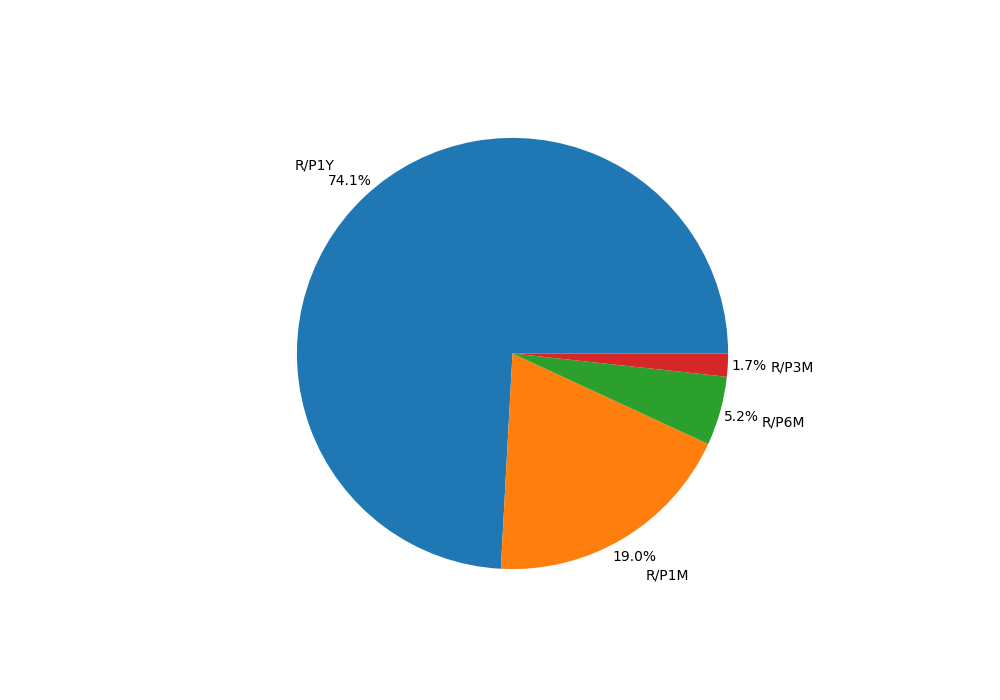 R/P1Y
74.1%
1.7% R/P3M
5.2% R/P6M
19.0%
R/P1M